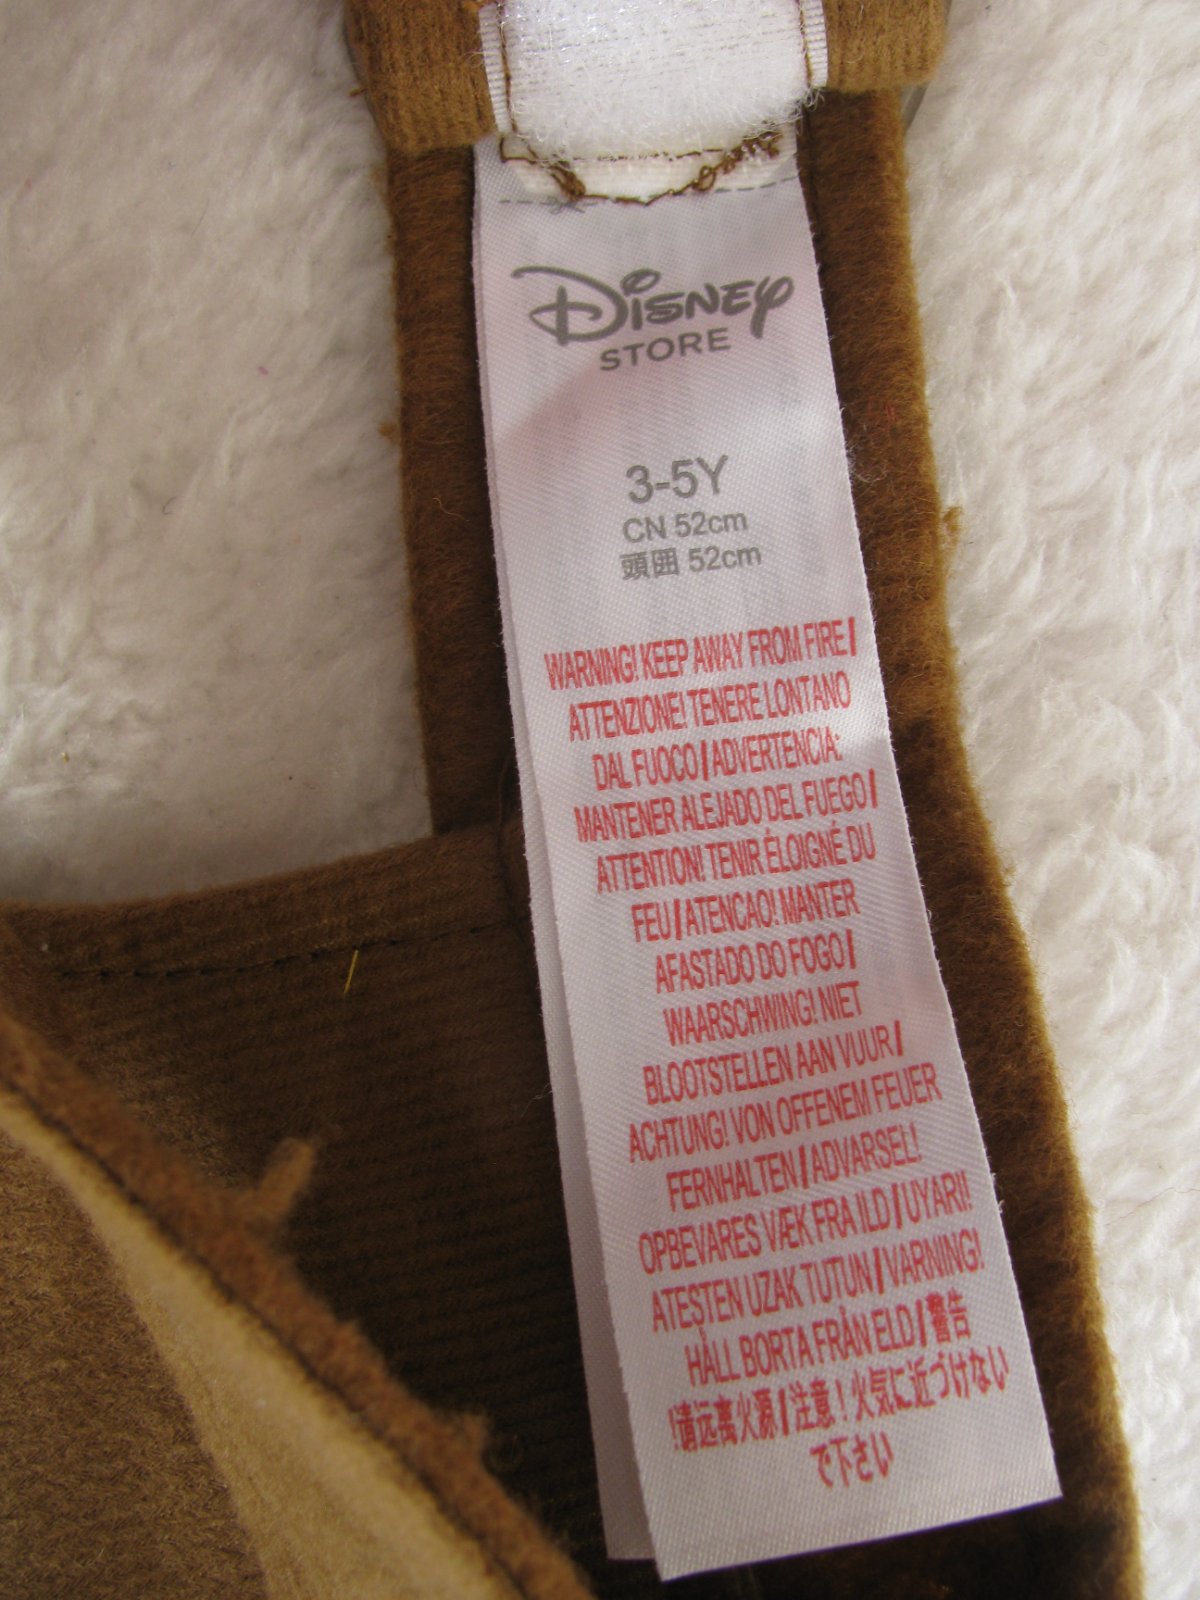 Disney
STORE
3-5Y
CN 52cm
頭囲 52cm
WARNING! KEEP AWAY FROM FIRE /
ATTENZIONE! TENERE LONTANO
DAL FUOCO / ADVERTENCIA:
MANTENER ALEJADO DEL FUEGO /
ATTENTION! TENIR ÉLOIGNÉ DU
FEU / ATENCAO! MANTER
AFASTADO DO FOGO /
WAARSCHWING! NIET
BLOOTSTELLEN AAN VUUR /
ACHTUNG! VON OFFENEM FEUER
FERNHALTEN / ADVARSEL!
OPBEVARES VÆK FRA ILD / UYARI!
ATEŞTEN UZAK TUTUN / VARNING!
HÅLL BORTA FRÅN ELD / 警告
!请远离火源 / 注意！火気に近づけない
で下さい